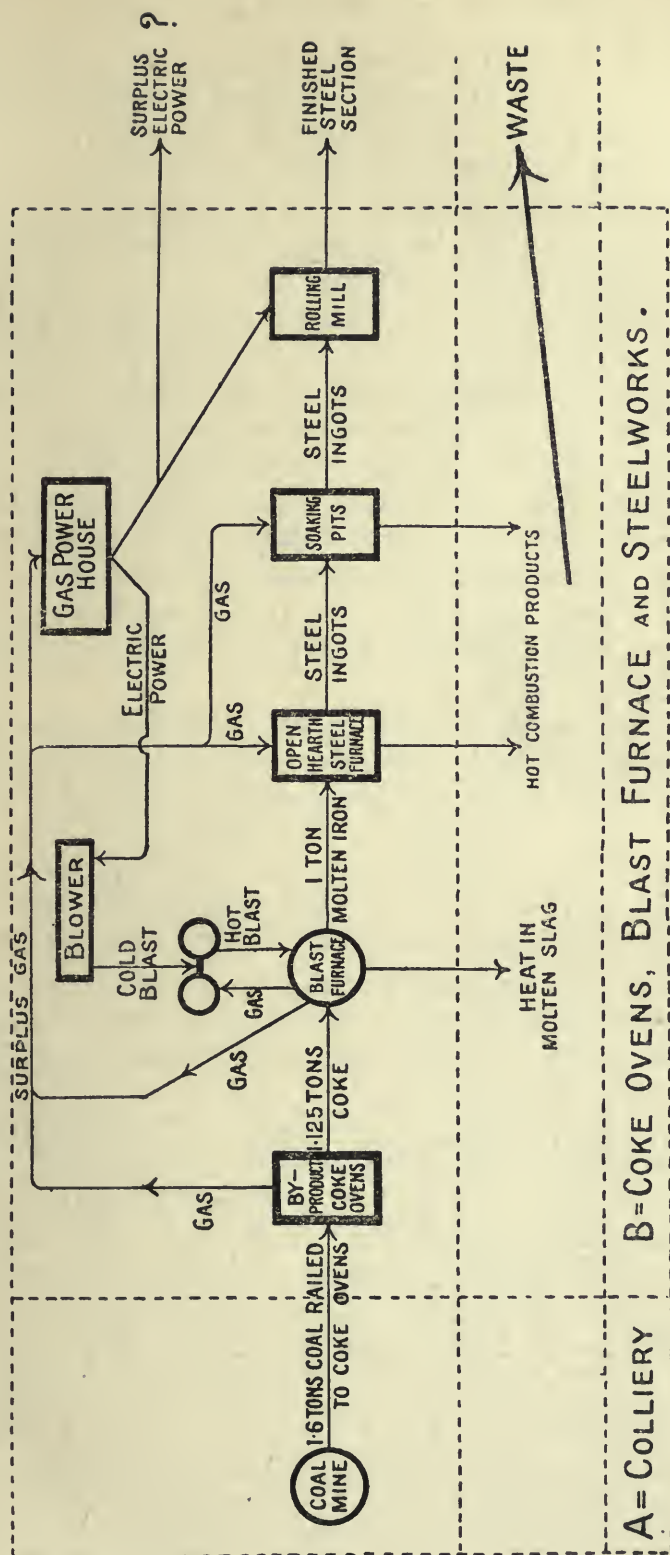 SURPLUS
ELECTRIC
POWER
?
FINISHED
STEEL
SECTION
WASTE
GAS POWER
HOUSE
ROLLING
MILL
STEEL
INGOTS
SOAKING
PITS
STEEL
INGOTS
GAS
GAS
OPEN
HEARTH
STEEL
FURNACE
ELECTRIC
POWER
BLOWER
COLD
BLAST
HOT
BLAST
GAS
BLAST
FURNACE
1 TON
MOLTEN IRON
GAS
SURPLUS GAS
GAS
1·125 TONS
COKE
BY-
PRODUCT
COKE
OVENS
1·6 TONS COAL RAILED
TO COKE OVENS
COAL
MINE
HEAT IN
MOLTEN SLAG
HOT COMBUSTION PRODUCTS
A = COLLIERY
B = COKE OVENS, BLAST FURNACE AND STEELWORKS.